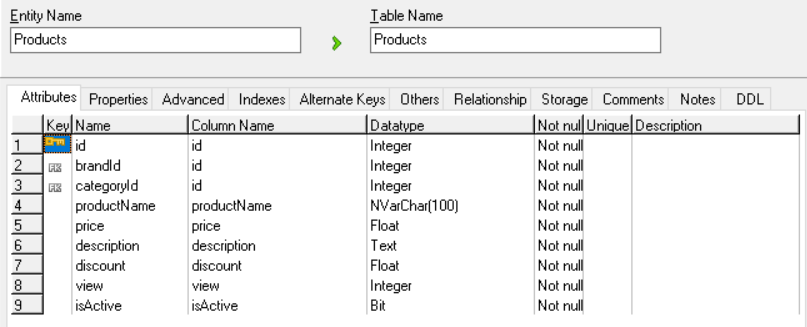 Entity Name Table Name
Products Products
Attributes Properties Advanced Indexes Alternate Keys Others Relationship Storage Comments Notes DDL
Key Name Column Name Datatype Not nul Unique Description
1 id id Integer Not null
2 FK brandId id Integer Not null
3 FK categoryId id Integer Not null
4 productName productName NVarChar(100) Not null
5 price price Float Not null
6 description description Text Not null
7 discount discount Float Not null
8 view view Integer Not null
9 isActive isActive Bit Not null